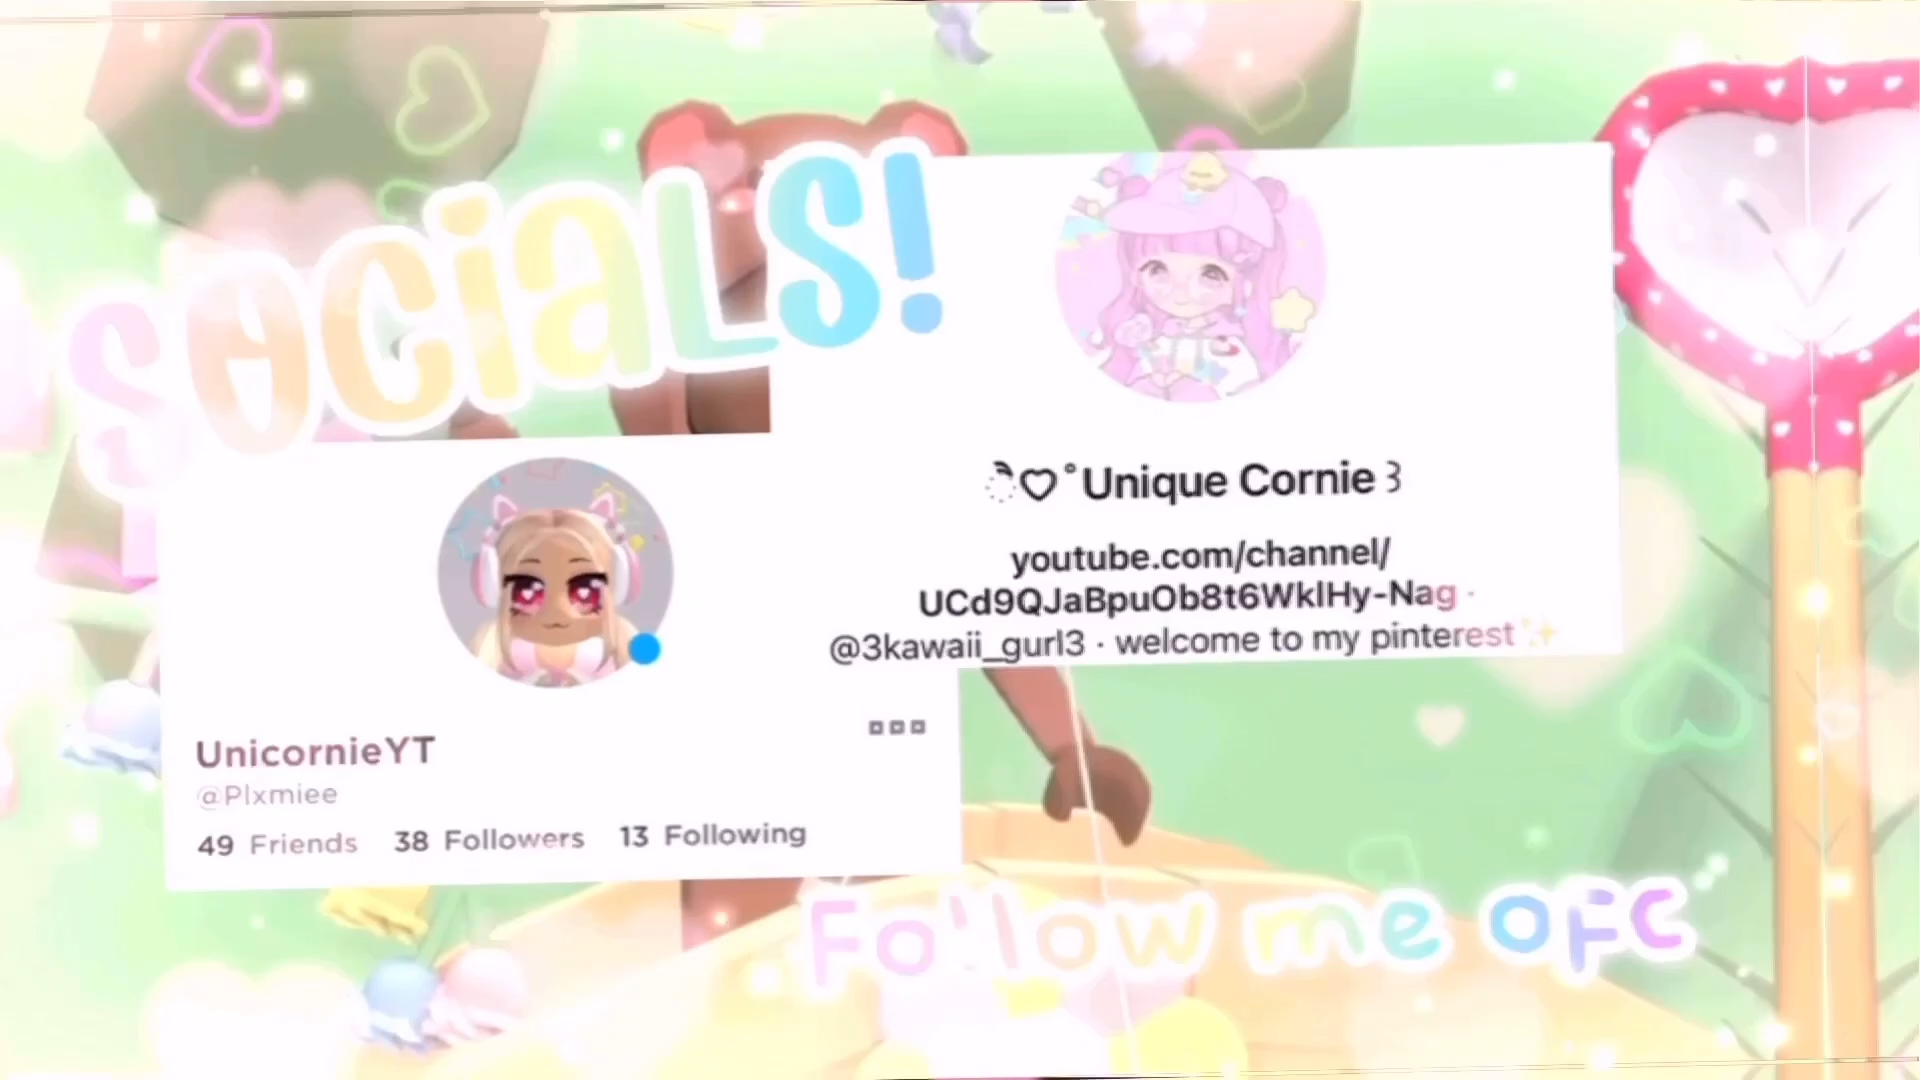 SOCIALS!
♡°Unique Cornie
youtube.com/channel/
UCd9QJaBpuOb8t6WklHy-Nag ·
@3kawaii_gurl3 · welcome to my pinterest ✨
UnicornieYT
@Plxmiee
49 Friends 38 Followers 13 Following
Follow me OFC